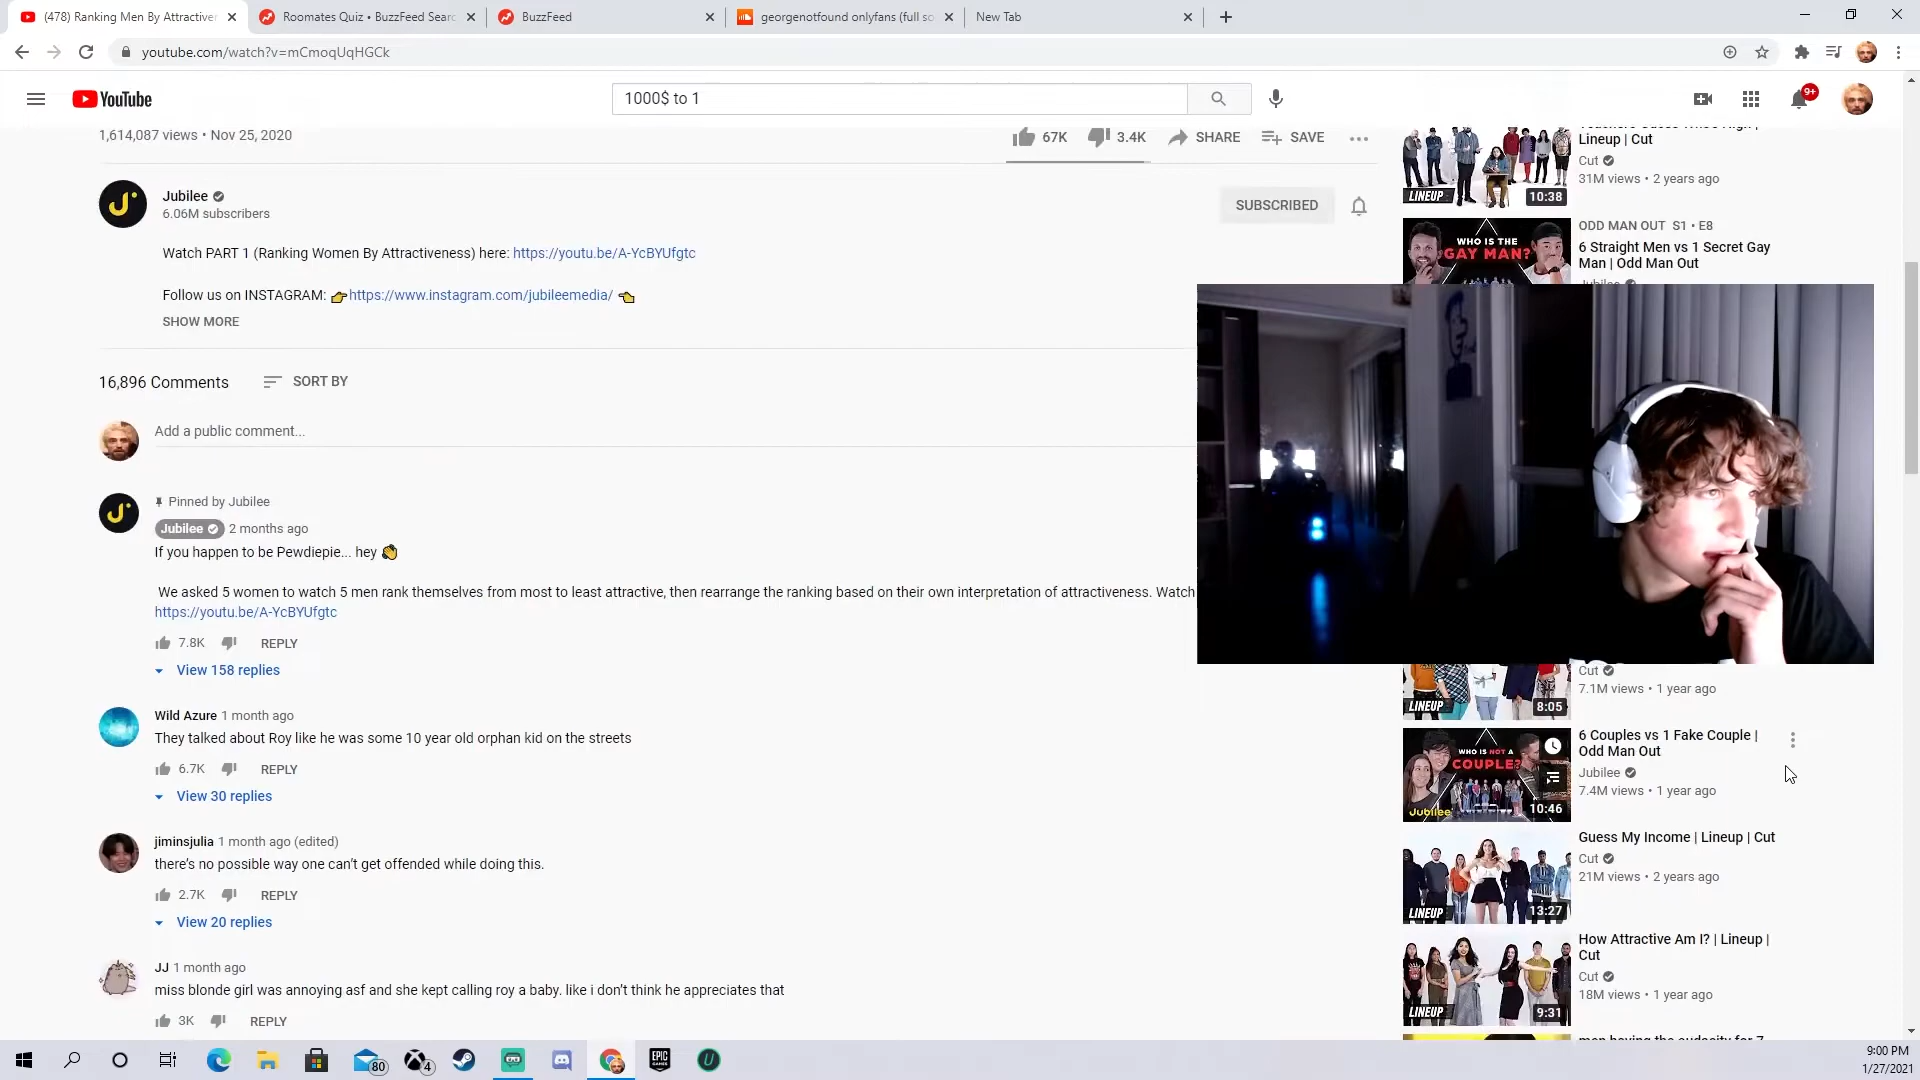 (478) Ranking Men By Attractiver
Roomates Quiz • BuzzFeed Searc
BuzzFeed
georgenotfound onlyfans (full so
New Tab
youtube.com/watch?v=mCmoqUqHGCk
YouTube
1000$ to 1
9+
1,614,087 views • Nov 25, 2020
67K
3.4K
SHARE
SAVE
Jubilee
6.06M subscribers
SUBSCRIBED
Watch PART 1 (Ranking Women By Attractiveness) here: https://youtu.be/A-YcBYUfgtc
Follow us on INSTAGRAM: 👉https://www.instagram.com/jubileemedia/ 👈
SHOW MORE
16,896 Comments
SORT BY
Add a public comment...
Pinned by Jubilee
Jubilee 2 months ago
If you happen to be Pewdiepie... hey 👋
We asked 5 women to watch 5 men rank themselves from most to least attractive, then rearrange the ranking based on their own interpretation of attractiveness. Watch
https://youtu.be/A-YcBYUfgtc
7.8K REPLY
View 158 replies
Wild Azure 1 month ago
They talked about Roy like he was some 10 year old orphan kid on the streets
6.7K REPLY
View 30 replies
jiminsjulia 1 month ago (edited)
there's no possible way one can't get offended while doing this.
2.7K REPLY
View 20 replies
JJ 1 month ago
miss blonde girl was annoying asf and she kept calling roy a baby. like i don't think he appreciates that
3K REPLY
Lineup | Cut
Cut
31M views • 2 years ago
LINEUP
10:38
ODD MAN OUT S1 • E8
6 Straight Men vs 1 Secret Gay
Man | Odd Man Out
WHO IS THE
GAY MAN?
Cut
7.1M views • 1 year ago
LINEUP
8:05
6 Couples vs 1 Fake Couple |
Odd Man Out
Jubilee
7.4M views • 1 year ago
WHO IS NOT A
COUPLE?
Jubilee
10:46
Guess My Income | Lineup | Cut
Cut
21M views • 2 years ago
LINEUP
13:27
How Attractive Am I? | Lineup |
Cut
Cut
18M views • 1 year ago
LINEUP
9:31
80
4
EPIC
GAMES
9:00 PM
1/27/2021